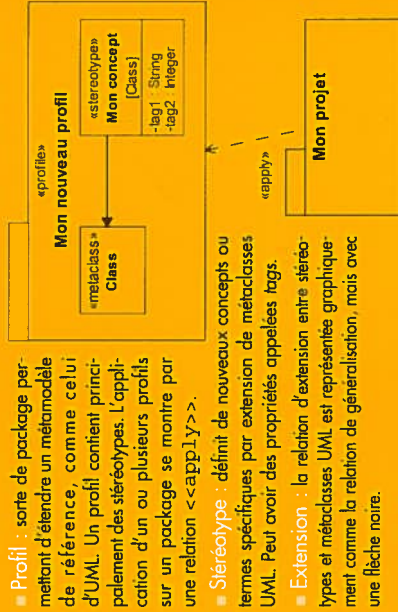 Profil : sorte de package per-
mettant d'étendre un métamodèle
de référence, comme celui
d'UML. Un profil contient princi-
palement des stéréotypes. L'appli-
cation d'un ou plusieurs profils
sur un package se montre par
une relation <<apply>>.
Stéréotype : définit de nouveaux concepts ou
termes spécifiques par extension de métaclasses
UML. Peut avoir des propriétés appelées tags.
Extension : la relation d'extension entre stéréo-
types et métaclasses UML est représentée graphique-
ment comme la relation de généralisation, mais avec
une flèche noire.
«profile»
Mon nouveau profil
«metaclass»
Class
«stereotype»
Mon concept
[Class]
-tag1 : String
-tag2 : Integer
«apply»
Mon projet